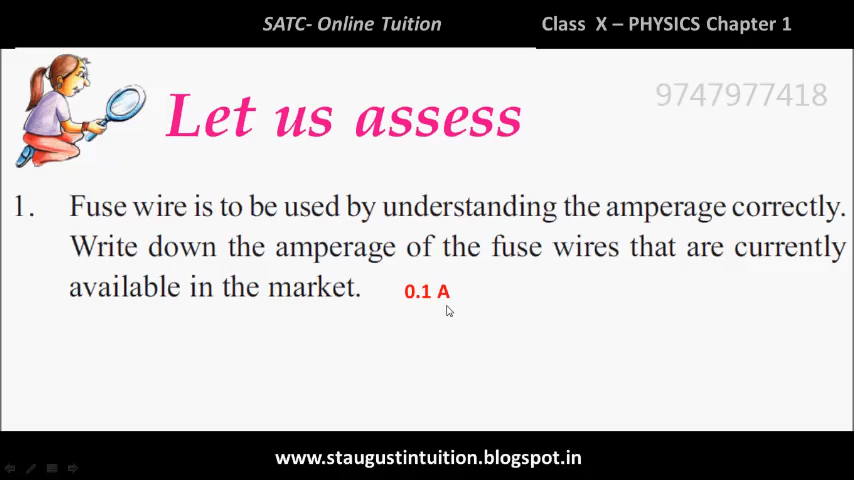 SATC- Online Tuition Class X – PHYSICS Chapter 1
9747977418
Let us assess
1. Fuse wire is to be used by understanding the amperage correctly.
Write down the amperage of the fuse wires that are currently
available in the market. 0.1 A
www.staugustintuition.blogspot.in